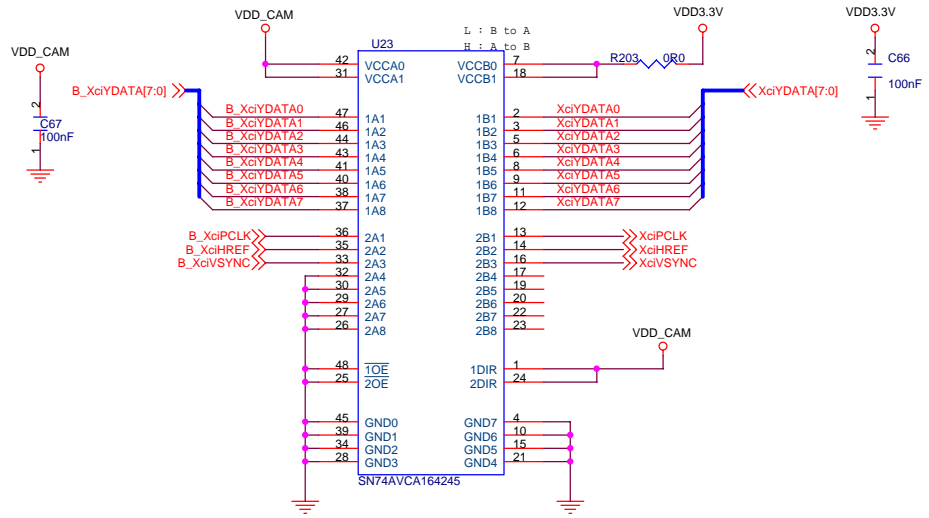 VDD_CAM
L : B to A
H : A to B
VDD3.3V
VDD3.3V
VDD_CAM
U23
42 VCCA0 VCCB0 7
31 VCCA1 VCCB1 18
R203 0R0
2 C66
100nF
1
2
C67
100nF
1
B_XciYDATA[7:0]
XciYDATA[7:0]
B_XciYDATA0 47 1A1 1B1 2 XciYDATA0
B_XciYDATA1 46 1A2 1B2 3 XciYDATA1
B_XciYDATA2 44 1A3 1B3 5 XciYDATA2
B_XciYDATA3 43 1A4 1B4 6 XciYDATA3
B_XciYDATA4 41 1A5 1B5 8 XciYDATA4
B_XciYDATA5 40 1A6 1B6 9 XciYDATA5
B_XciYDATA6 38 1A7 1B7 11 XciYDATA6
B_XciYDATA7 37 1A8 1B8 12 XciYDATA7
B_XciPCLK 36 2A1 2B1 13 XciPCLK
B_XciHREF 35 2A2 2B2 14 XciHREF
B_XciVSYNC 33 2A3 2B3 16 XciVSYNC
32 2A4 2B4 17
30 2A5 2B5 19
29 2A6 2B6 20
27 2A7 2B7 22
26 2A8 2B8 23
VDD_CAM
48 1OE 1DIR 1
25 2OE 2DIR 24
45 GND0 GND7 4
39 GND1 GND6 10
34 GND2 GND5 15
28 GND3 GND4 21
SN74AVCA164245